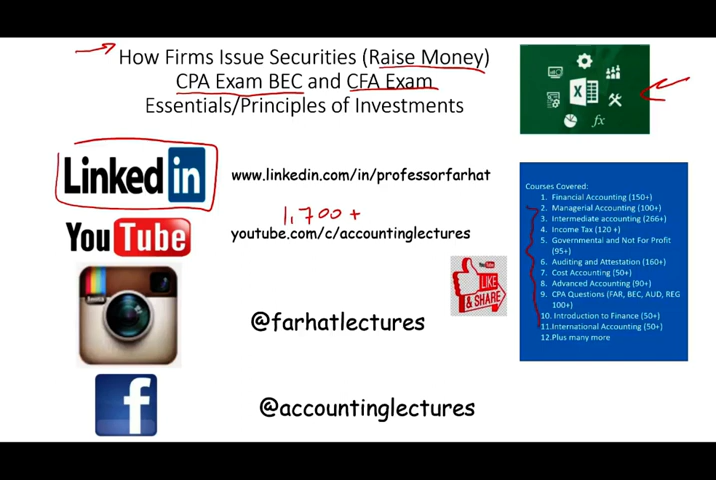 How Firms Issue Securities (Raise Money)
CPA Exam BEC and CFA Exam
Essentials/Principles of Investments
X
fx
Linked in
www.linkedin.com/in/professorfarhat
1,700 +
YouTube
youtube.com/c/accountinglectures
YouTube
LIKE
& SHARE
@farhatlectures
f
@accountinglectures
Courses Covered:
1. Financial Accounting (150+)
2. Managerial Accounting (100+)
3. Intermediate accounting (266+)
4. Income Tax (120 +)
5. Governmental and Not For Profit
(95+)
6. Auditing and Attestation (160+)
7. Cost Accounting (50+)
8. Advanced Accounting (90+)
9. CPA Questions (FAR, BEC, AUD, REG
100+)
10. Introduction to Finance (50+)
11.International Accounting (50+)
12.Plus many more